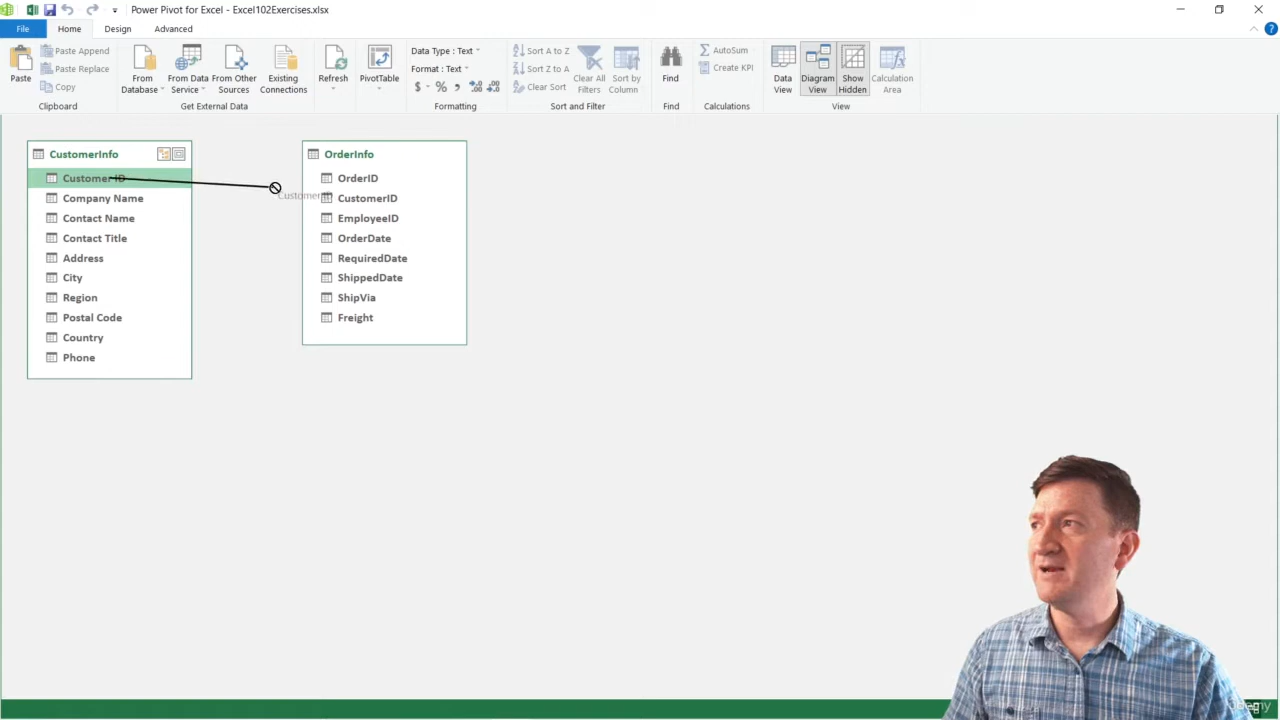 Power Pivot for Excel - Excel102Exercises.xlsx
File Home Design Advanced
Paste
Paste Append
Paste Replace
Copy
Clipboard
From Database
From Data Service
From Other Sources
Existing Connections
Get External Data
Refresh
PivotTable
Data Type : Text
Format : Text
$ % ,
Formatting
Sort A to Z
Sort Z to A
Clear Sort
Clear All Filters
Sort by Column
Sort and Filter
Find
Find
AutoSum
Create KPI
Calculations
Data View
Diagram View
Show Hidden
Calculation Area
View
CustomerInfo
Customer ID
Company Name
Contact Name
Contact Title
Address
City
Region
Postal Code
Country
Phone
OrderInfo
OrderID
CustomerID
EmployeeID
OrderDate
RequiredDate
ShippedDate
ShipVia
Freight